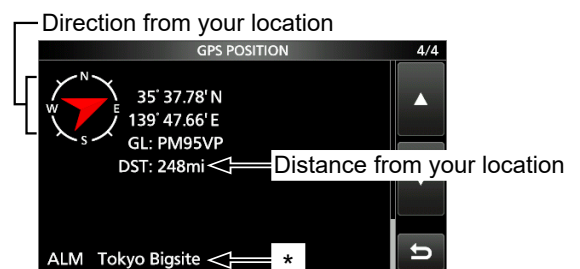 Direction from your location
GPS POSITION 4/4
N
W E
S
35˚ 37.78' N
139˚ 47.66' E
GL: PM95VP
DST: 248mi
Distance from your location
ALM Tokyo Bigsite
*